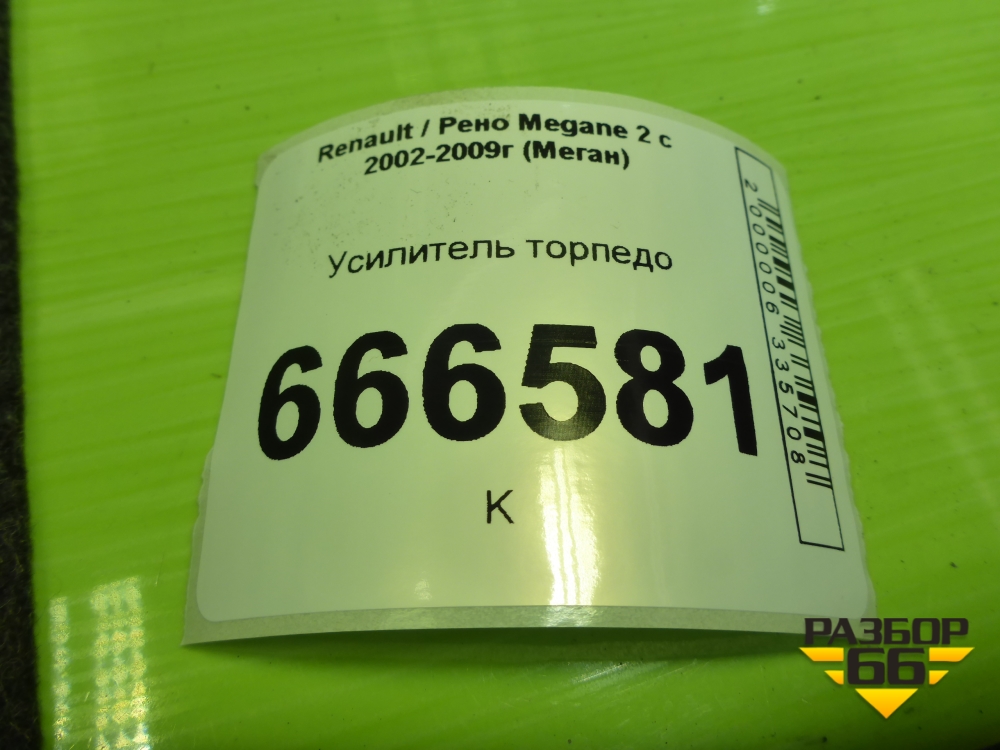 Renault / Рено Megane 2 с
2002-2009г (Меган)
Усилитель торпедо
666581
К
2000006335708
РАЗБОР
66